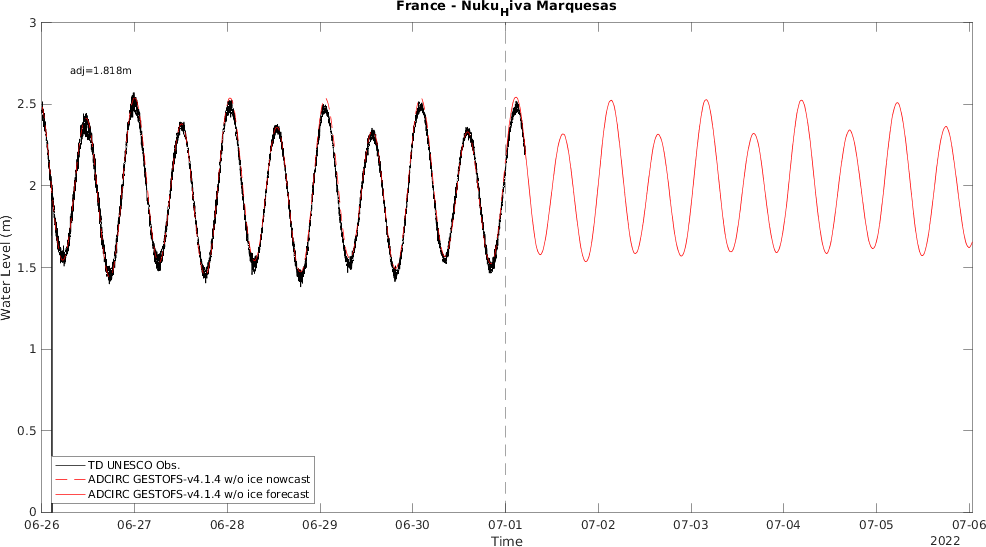 France - Nuku_Hiva Marquesas
3
adj=1.818m
2.5
2
1.5
1
0.5
0
Water Level (m)
TD UNESCO Obs.
ADCIRC GESTOFS-v4.1.4 w/o ice nowcast
ADCIRC GESTOFS-v4.1.4 w/o ice forecast
06-26 06-27 06-28 06-29 06-30 07-01 07-02 07-03 07-04 07-05 07-06
Time
2022